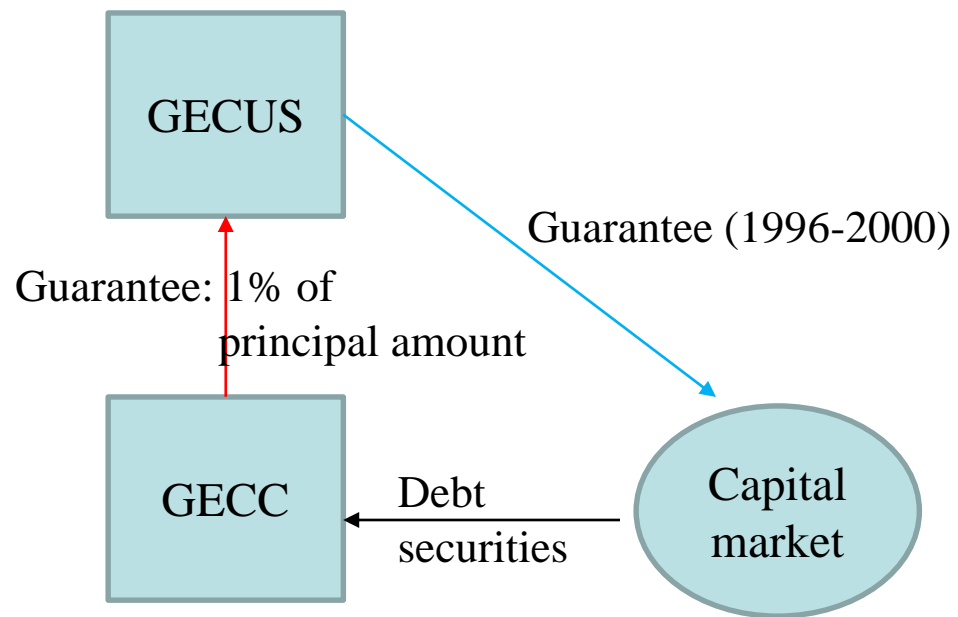 GECUS
Guarantee (1996-2000)
Guarantee: 1% of
principal amount
GECC
Debt
securities
Capital
market